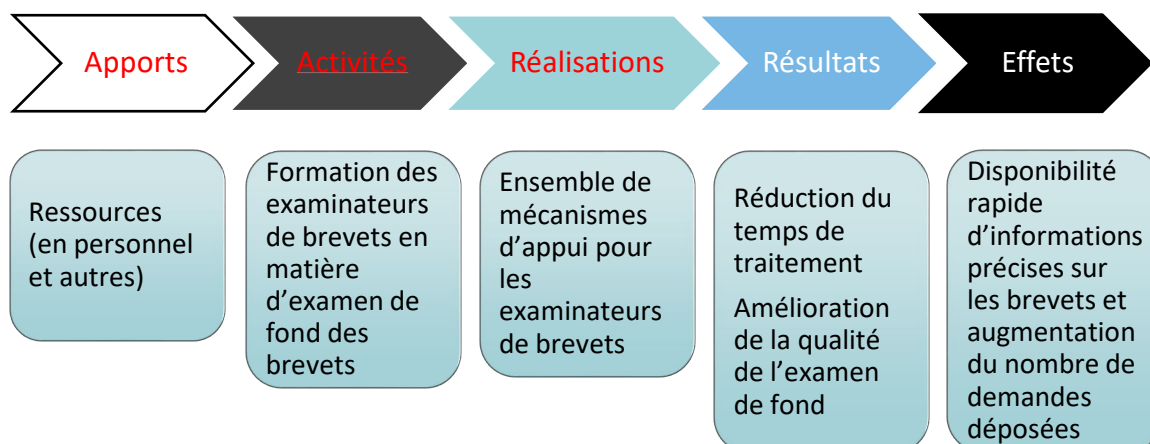 Apports
Activités
Réalisations
Résultats
Effets
Ressources
(en personnel
et autres)
Formation des
examinateurs
de brevets en
matière
d’examen de
fond des
brevets
Ensemble de
mécanismes
d’appui pour
les
examinateurs
de brevets
Réduction du
temps de
traitement
Amélioration
de la qualité
de l’examen
de fond
Disponibilité
rapide
d’informations
précises sur
les brevets et
augmentation
du nombre de
demandes
déposées